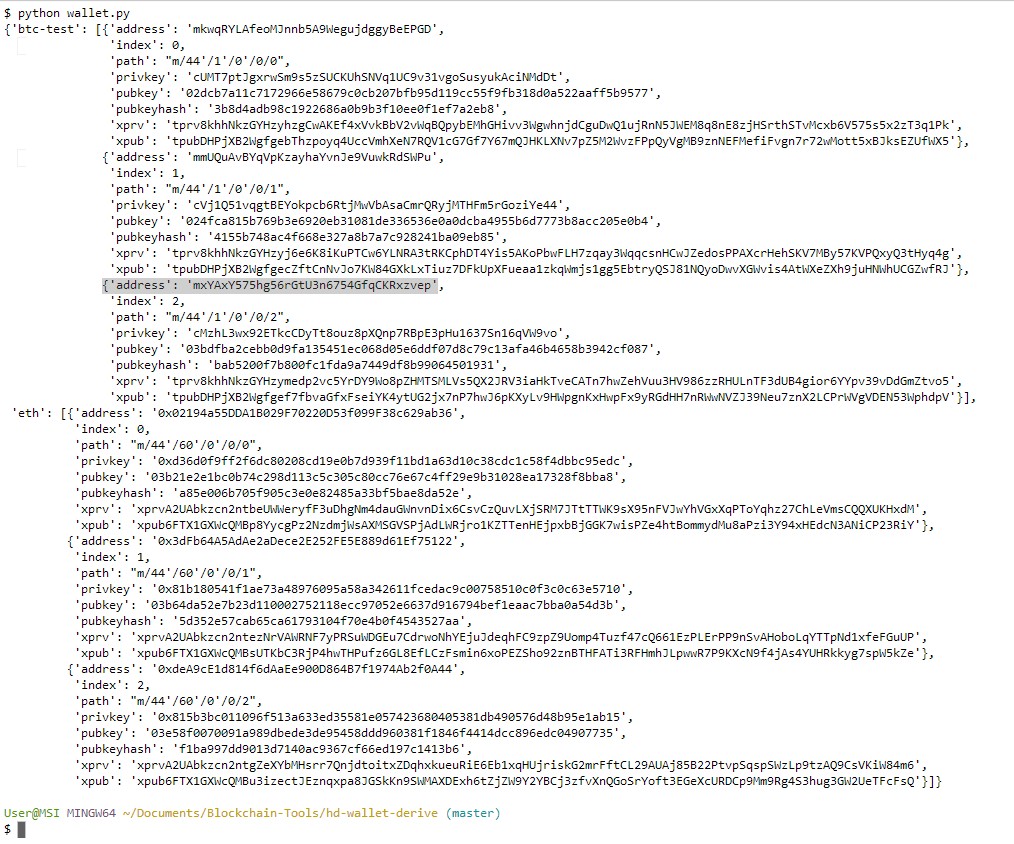 $ python wallet.py
{'btc-test': [{'address': 'mkwqRYLAfeoMJnnb5A9WegujdggyBeEPGD',
'index': 0,
'path': "m/44'/1'/0'/0/0",
'privkey': 'cUMT7ptJgxrwSm9s5zSUCKUhSNVq1UC9v31vgoSusyukAciNMdDt',
'pubkey': '02dcb7a11c7172966e58679c0cb207bfb95d119cc55f9fb318d0a522aaff5b9577',
'pubkeyhash': '3b8d4adb98c1922686a0b9b3f10ee0f1ef7a2eb8',
'xprv': 'tprv8khhNkzGYHzyhzgCwAKEf4xVvkBbV2vWqBQpybEMhGHivv3WgwhnjdCguDwQ1ujRnN5JWEM8q8nE8zjHSrthSTvMcxb6V575s5x2zT3q1Pk',
'xpub': 'tpubDHPjXB2WgfgebThzpoyq4UccVmhXeN7RQV1cG7Gf7Y67mQJHKLXNv7pZ5M2WvzFPpQyVgMB9znNEFMefiFvgn7r72wMott5xBJksEZUfWX5'},
{'address': 'mmUQuAvBYqVpKzayhaYvnJe9VuwkRdSWPu',
'index': 1,
'path': "m/44'/1'/0'/0/1",
'privkey': 'cVj1Q51vqgtBEYokpcb6RtjMwVbAsaCmrQRyjMTHFm5rGoziYe44',
'pubkey': '024fca815b769b3e6920eb31081de336536e0a0dcba4955b6d7773b8acc205e0b4',
'pubkeyhash': '4155b748ac4f668e327a8b7a7c928241ba09eb85',
'xprv': 'tprv8khhNkzGYHzyj6e6K8iKuPTCw6YLNRA3tRKCphDT4Yis5AKoPbwFLH7zqay3WqqcsnHCwJZedosPPAXcrHehSKV7MBy57KVPQxyQ3tHyq4g',
'xpub': 'tpubDHPjXB2WgfgecZftCnNvJo7KW84GXkLxTiuz7DFkUpXFueaa1zkqWmjs1gg5EbtryQSJ81NQyoDwvXGWvis4AtWXeZXh9juHNWhUCGZwfRJ'},
{'address': 'mxYAxY575hg56rGtU3n6754GfqCKRxzvep',
'index': 2,
'path': "m/44'/1'/0'/0/2",
'privkey': 'cMzhL3wx92ETkcCDyTt8ouz8pXQnp7RBpE3pHu1637Sn16qVW9vo',
'pubkey': '03bdfba2cebb0d9fa135451ec068d05e6ddf07d8c79c13afa46b4658b3942cf087',
'pubkeyhash': 'bab5200f7b800fc1fda9a7449df8b99064501931',
'xprv': 'tprv8khhNkzGYHzymedp2vc5YrDY9Wo8pZHMTSMLVs5QX2JRV3iaHkTveCATn7hwZehVuu3HV986zzRHULnTF3dUB4gior6YYpv39vDdGmZtvo5',
'xpub': 'tpubDHPjXB2Wgfgef7fbvaGfxFseiYK4ytUG2jx7nP7hwJ6pKXyLv9HWpgnKxHwpFx9yRGdHH7nRWwNVZJ39Neu7znX2LCPrWVgVDEN53WphdpV'}],
'eth': [{'address': '0x02194a55DDA1B029F70220D53f099F38c629ab36',
'index': 0,
'path': "m/44'/60'/0'/0/0",
'privkey': '0xd36d0f9ff2f6dc80208cd19e0b7d939f11bd1a63d10c38cdc1c58f4dbbc95edc',
'pubkey': '03b21e2e1bc0b74c298d113c5c305c80cc76e67c4ff29e9b31028ea17328f8bba8',
'pubkeyhash': 'a85e006b705f905c3e0e82485a33bf5bae8da52e',
'xprv': 'xprvA2UAbkzcn2ntbeUWWeryfF3uDhgNm4dauGWnvnDix6CsvCzQuvLXjSRM7JTtTTWK9sX95nFVJwYhVGxXqPToYqhz27ChLeVmsCQQXUKHxdM',
'xpub': 'xpub6FTX1GXWcQMBp8YycgPz2NzdmjWsAXMSGVSPjAdLWRjro1KZTTenHEjpxbBjGGK7wisPZe4htBommydMu8aPzi3Y94xHEdcN3ANiCP23RiY'},
{'address': '0x3dFb64A5AdAe2aDece2E252FE5E889d61Ef75122',
'index': 1,
'path': "m/44'/60'/0'/0/1",
'privkey': '0x81b180541f1ae73a48976095a58a342611fcedac9c00758510c0f3c0c63e5710',
'pubkey': '03b64da52e7b23d110002752118ecc97052e6637d916794bef1eaac7bba0a54d3b',
'pubkeyhash': '5d352e57cab65ca61793104f70e4b0f4543527aa',
'xprv': 'xprvA2UAbkzcn2ntezNrVAWRNF7yPRSuWDGEu7CdrwoNhYEjuJdeqhFC9zpZ9Uomp4Tuzf47cQ661EzPLErPP9nSvAHoboLqYTTpNd1xfeFGuUP',
'xpub': 'xpub6FTX1GXWcQMBsUTKbC3RjP4hwTHPufz6GL8EfLCzFsmin6xoPEZSho92znBTHFATi3RFHmhJLpwwR7P9KXcN9f4jAs4YUHRkkyg7spW5kZe'},
{'address': '0xdeA9cE1d814f6dAaEe900D864B7f1974Ab2f0A44',
'index': 2,
'path': "m/44'/60'/0'/0/2",
'privkey': '0x815b3bc011096f513a633ed35581e057423680405381db490576d48b95e1ab15',
'pubkey': '03e58f0070091a989dbede3de95458ddd960381f1846f4414dcc896edc04907735',
'pubkeyhash': 'f1ba997dd9013d7140ac9367cf66ed197c1413b6',
'xprv': 'xprvA2UAbkzcn2ntgZeXYbMHsrr7QnjdtoitxZDqhxkueuRiE6Eb1xqHUjriskG2mrFftCL29AUAj85B22PtvpSqspSWzLp9tzAQ9CsVKiW84m6',
'xpub': 'xpub6FTX1GXWcQMBu3izectJEznqxpa8JGSkKn9SWMAXDExh6tZjZW9Y2YBCj3zfvXnQGoSrYoft3EGeXcURDCp9Mm9Rg4S3hug3GW2UeTFcFsQ'}]}
User@MSI MINGW64 ~/Documents/Blockchain-Tools/hd-wallet-derive (master)
$